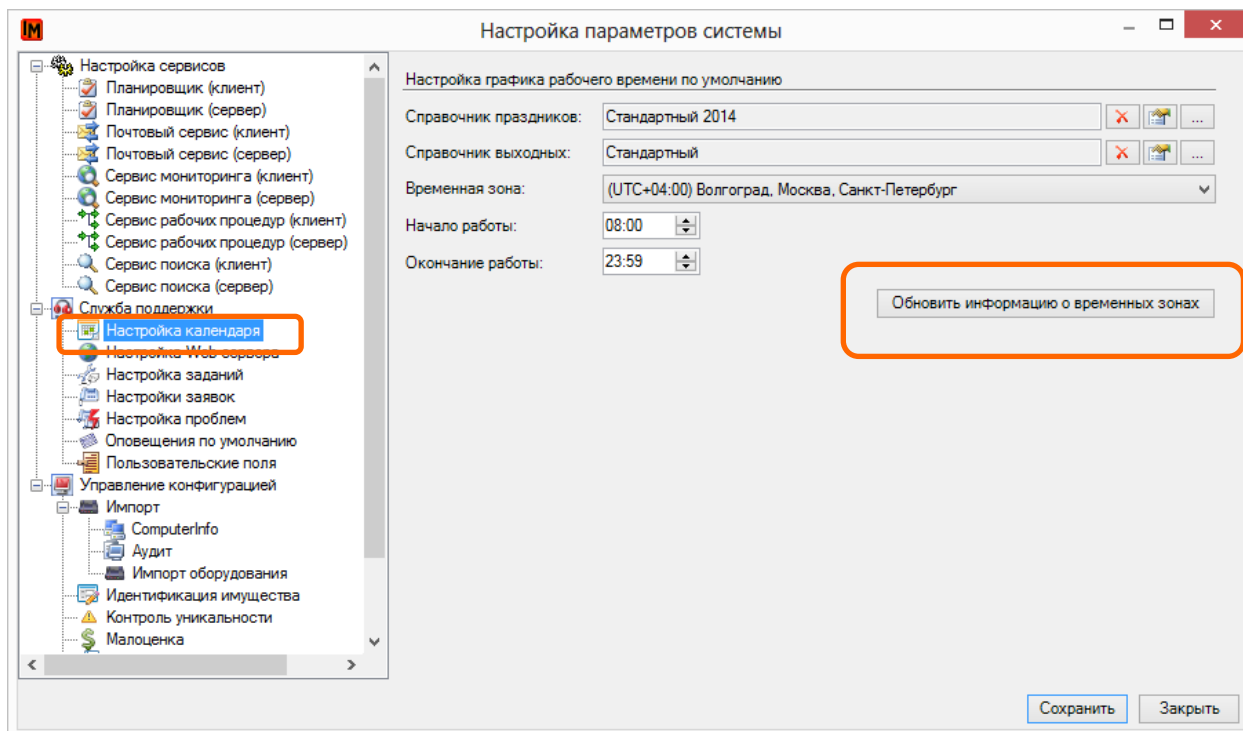 IM
Настройка параметров системы
Настройка сервисов
Планировщик (клиент)
Планировщик (сервер)
Почтовый сервис (клиент)
Почтовый сервис (сервер)
Сервис мониторинга (клиент)
Сервис мониторинга (сервер)
Сервис рабочих процедур (клиент)
Сервис рабочих процедур (сервер)
Сервис поиска (клиент)
Сервис поиска (сервер)
Служба поддержки
Настройка календаря
Настройка Web сервера
Настройка заданий
Настройки заявок
Настройка проблем
Оповещения по умолчанию
Пользовательские поля
Управление конфигурацией
Импорт
ComputerInfo
Аудит
Импорт оборудования
Идентификация имущества
Контроль уникальности
Малоценка
Настройка графика рабочего времени по умолчанию
Справочник праздников: Стандартный 2014 ...
Справочник выходных: Стандартный ...
Временная зона: (UTC+04:00) Волгоград, Москва, Санкт-Петербург
Начало работы: 08:00
Окончание работы: 23:59
Обновить информацию о временных зонах
Сохранить Закрыть